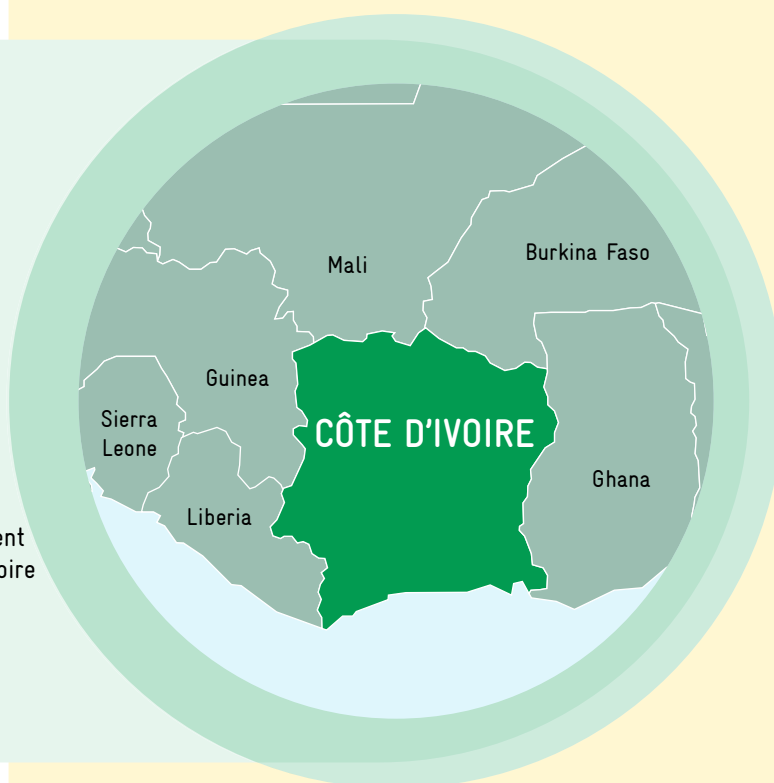 Mali
Burkina Faso
Guinea
CÔTE D'IVOIRE
Sierra
Leone
Ghana
Liberia